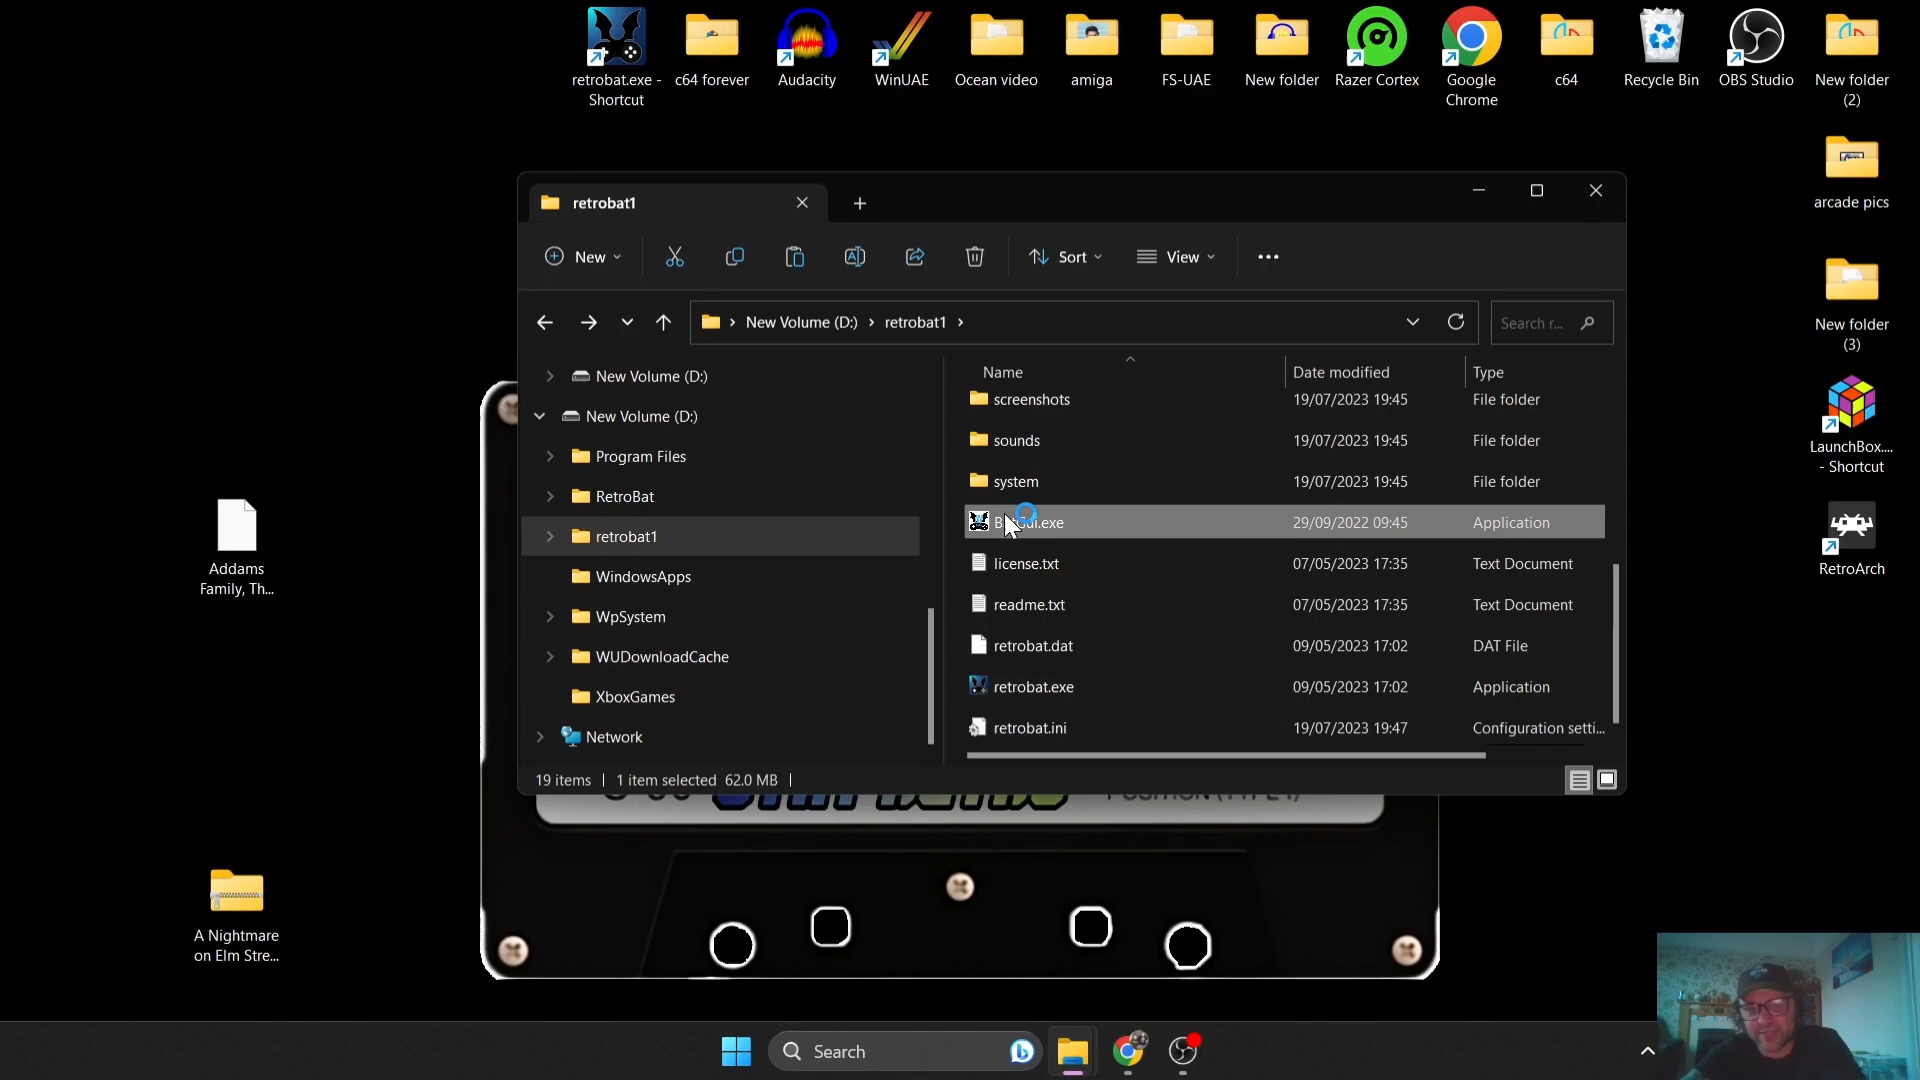 retrobat.exe -
Shortcut
c64 forever
Audacity
WinUAE
Ocean video
amiga
FS-UAE
New folder
Razer Cortex
Google
Chrome
c64
Recycle Bin
OBS Studio
New folder
(2)
arcade pics
New folder
(3)
LaunchBox....
- Shortcut
RetroArch
Addams
Family, Th...
A Nightmare
on Elm Stre...
retrobat1
New
Sort
View
New Volume (D:) > retrobat1 >
Search r...
New Volume (D:)
New Volume (D:)
Program Files
RetroBat
retrobat1
WindowsApps
WpSystem
WUDownloadCache
XboxGames
Network
Name Date modified Type
screenshots 19/07/2023 19:45 File folder
sounds 19/07/2023 19:45 File folder
system 19/07/2023 19:45 File folder
29/09/2022 09:45 Application
license.txt 07/05/2023 17:35 Text Document
readme.txt 07/05/2023 17:35 Text Document
retrobat.dat 09/05/2023 17:02 DAT File
retrobat.exe 09/05/2023 17:02 Application
retrobat.ini 19/07/2023 19:47 Configuration setti...
19 items 1 item selected 62.0 MB
POSITION (TYPE I)
Search